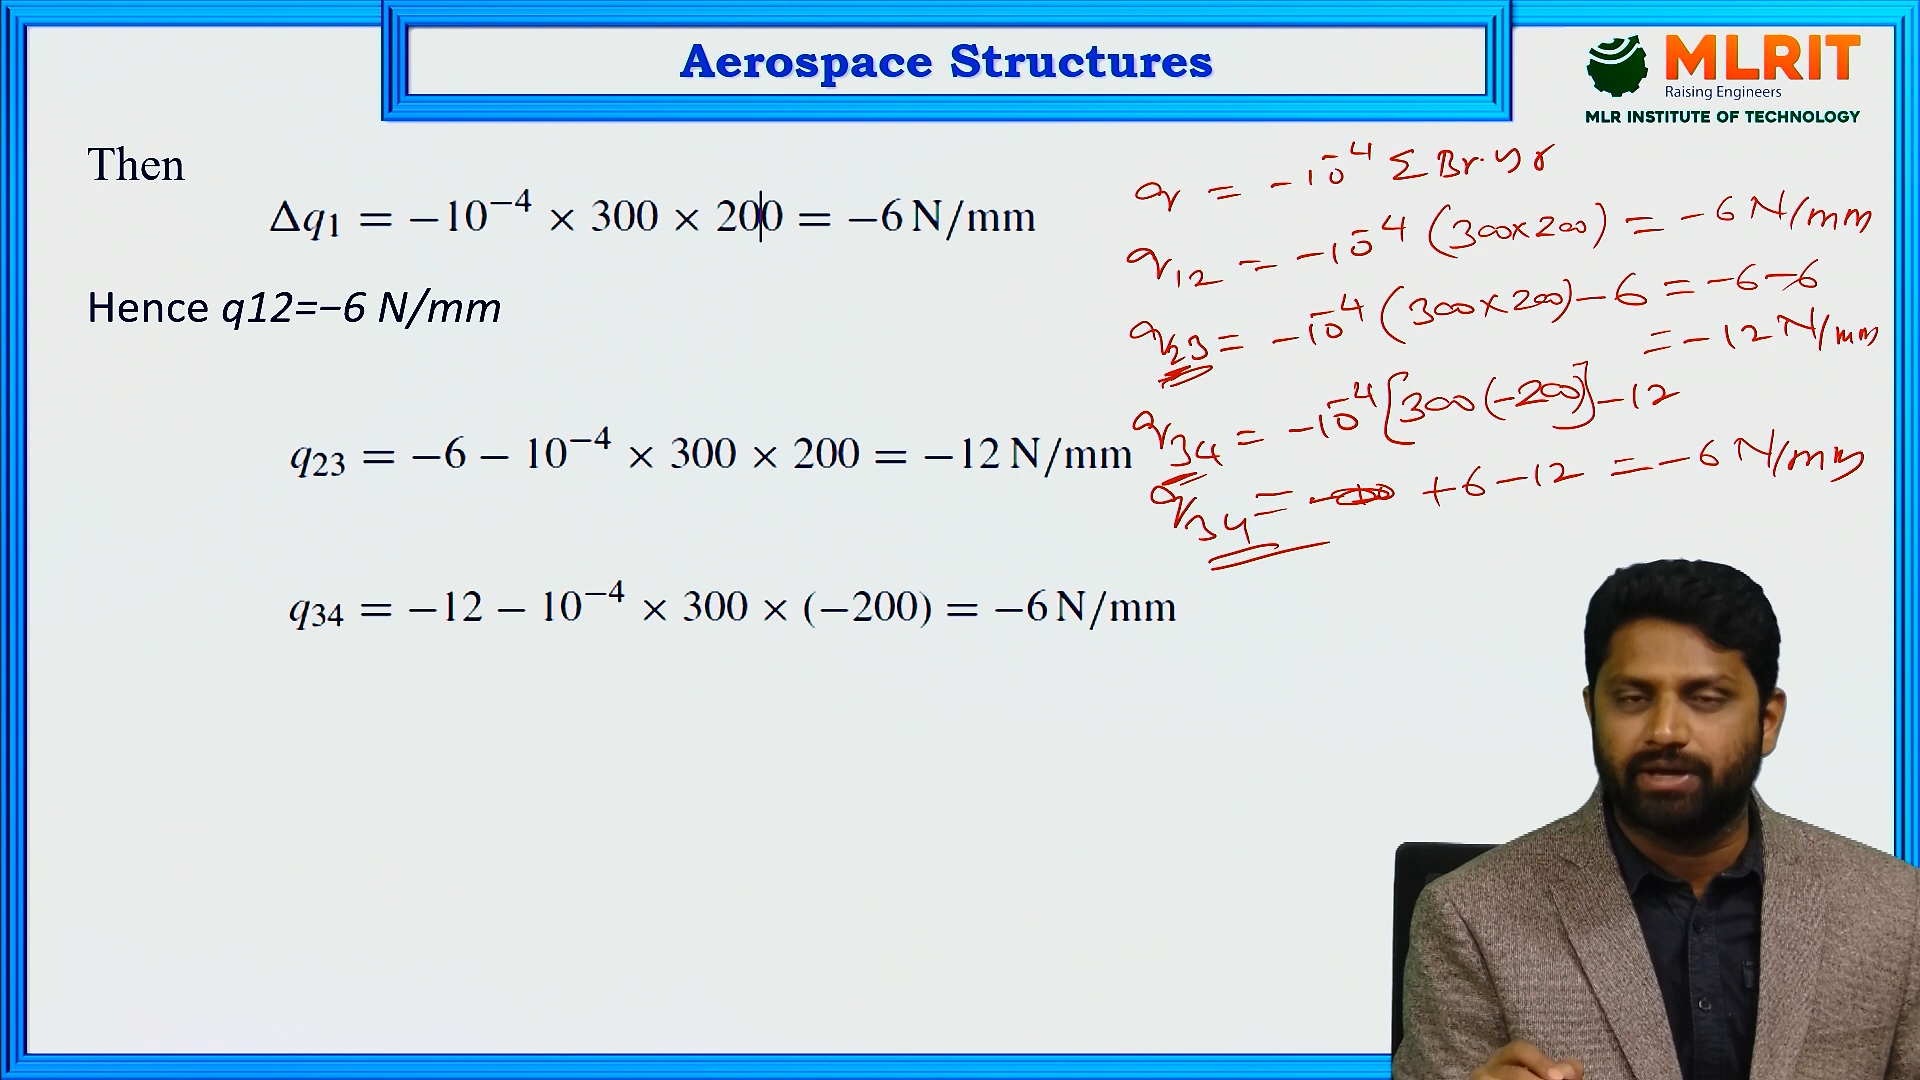 Aerospace Structures
MLRIT
Raising Engineers
MLR INSTITUTE OF TECHNOLOGY
Then
Δq₁ = −10⁻⁴ × 300 × 200 = −6 N/mm
Hence q12=−6 N/mm
q₂₃ = −6 − 10⁻⁴ × 300 × 200 = −12 N/mm
q₃₄ = −12 − 10⁻⁴ × 300 × (−200) = −6 N/mm
q = −10⁻⁴ Σ Br.yr
q₁₂ = −10⁻⁴ (300×200) = −6 N/mm
q₂₃ = −10⁻⁴ (300×200)−6 = −6−6
= −12 N/mm
q₃₄ = −10⁻⁴ [300(−200)]−12
q₃₄ = +6−12 = −6 N/mm